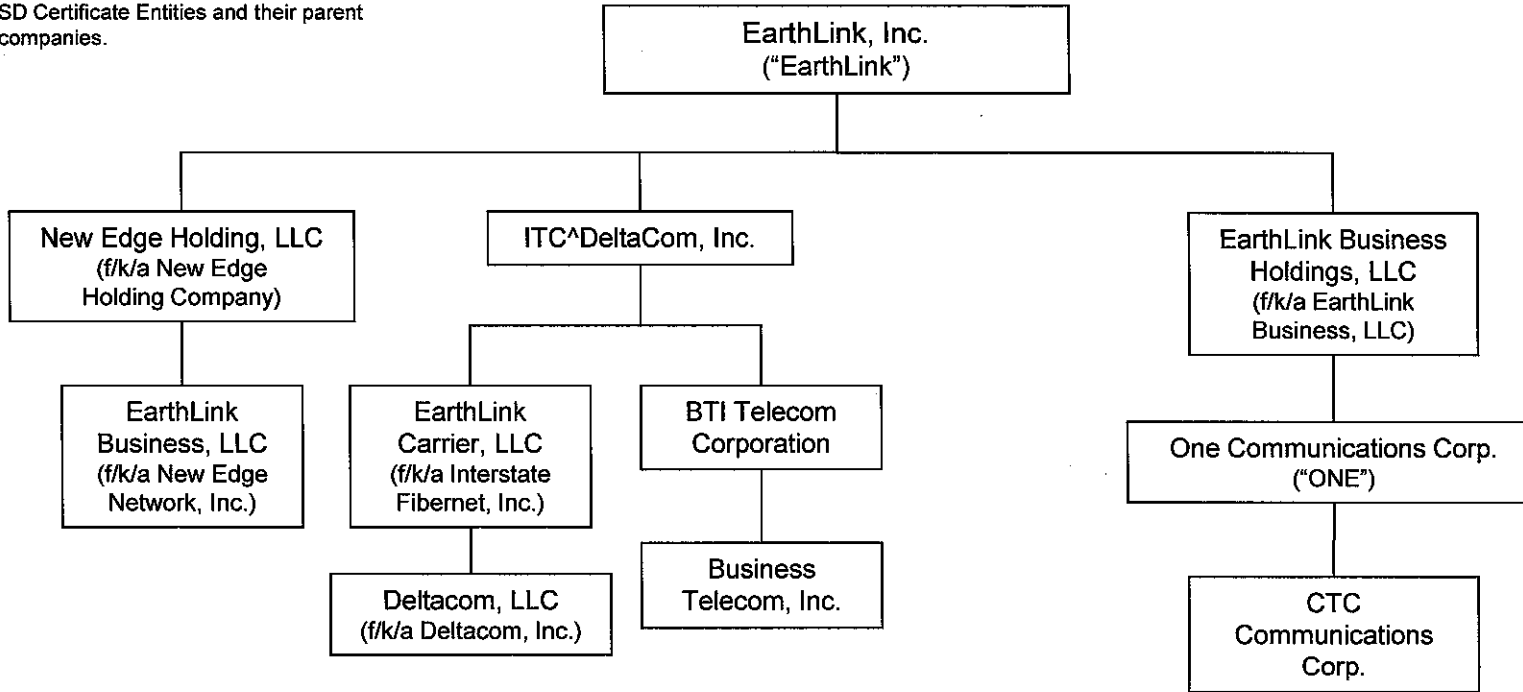 SD Certificate Entities and their parent
companies.
EarthLink, Inc.
("EarthLink")
New Edge Holding, LLC
(f/k/a New Edge
Holding Company)
ITC^DeltaCom, Inc.
EarthLink Business
Holdings, LLC
(f/k/a EarthLink
Business, LLC)
EarthLink
Business, LLC
(f/k/a New Edge
Network, Inc.)
EarthLink
Carrier, LLC
(f/k/a Interstate
Fibernet, Inc.)
BTI Telecom
Corporation
One Communications Corp.
("ONE")
Deltacom, LLC
(f/k/a Deltacom, Inc.)
Business
Telecom, Inc.
CTC
Communications
Corp.